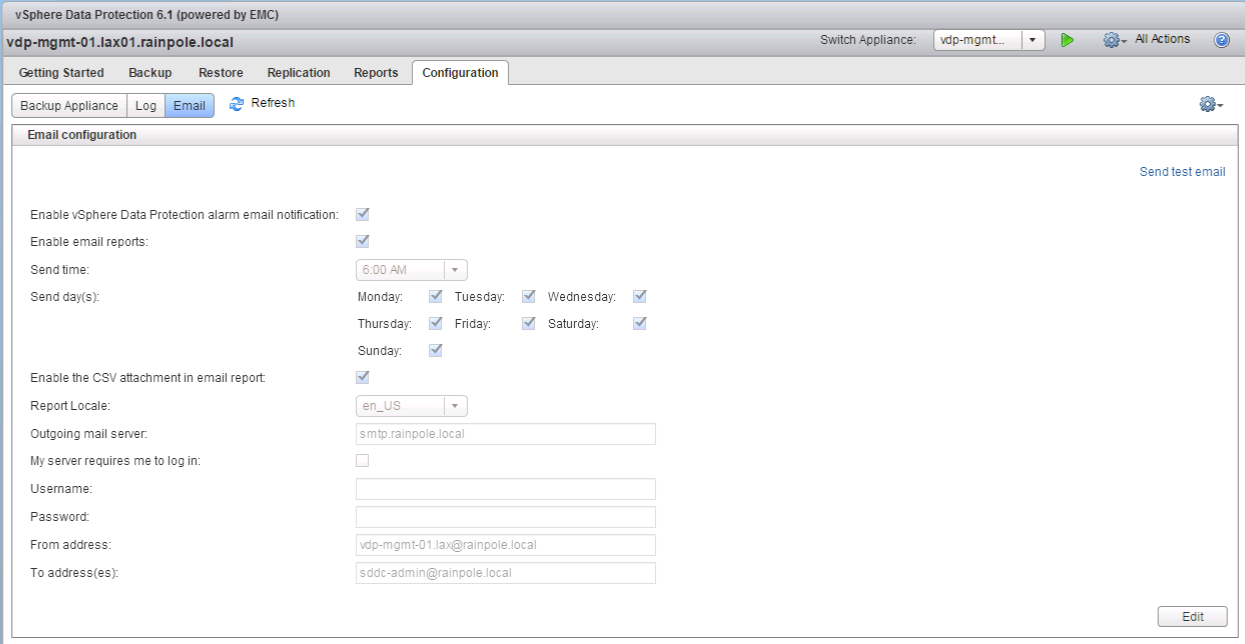 vSphere Data Protection 6.1 (powered by EMC)
vdp-mgmt-01.lax01.rainpole.local Switch Appliance: vdp-mgmt... All Actions
Getting Started Backup Restore Replication Reports Configuration
Backup Appliance Log Email Refresh
Email configuration
Send test email
Enable vSphere Data Protection alarm email notification:
Enable email reports:
Send time: 6:00 AM
Send day(s): Monday: Tuesday: Wednesday:
Thursday: Friday: Saturday:
Sunday:
Enable the CSV attachment in email report:
Report Locale: en_US
Outgoing mail server: smtp.rainpole.local
My server requires me to log in:
Username:
Password:
From address: vdp-mgmt-01.lax@rainpole.local
To address(es): sddc-admin@rainpole.local
Edit